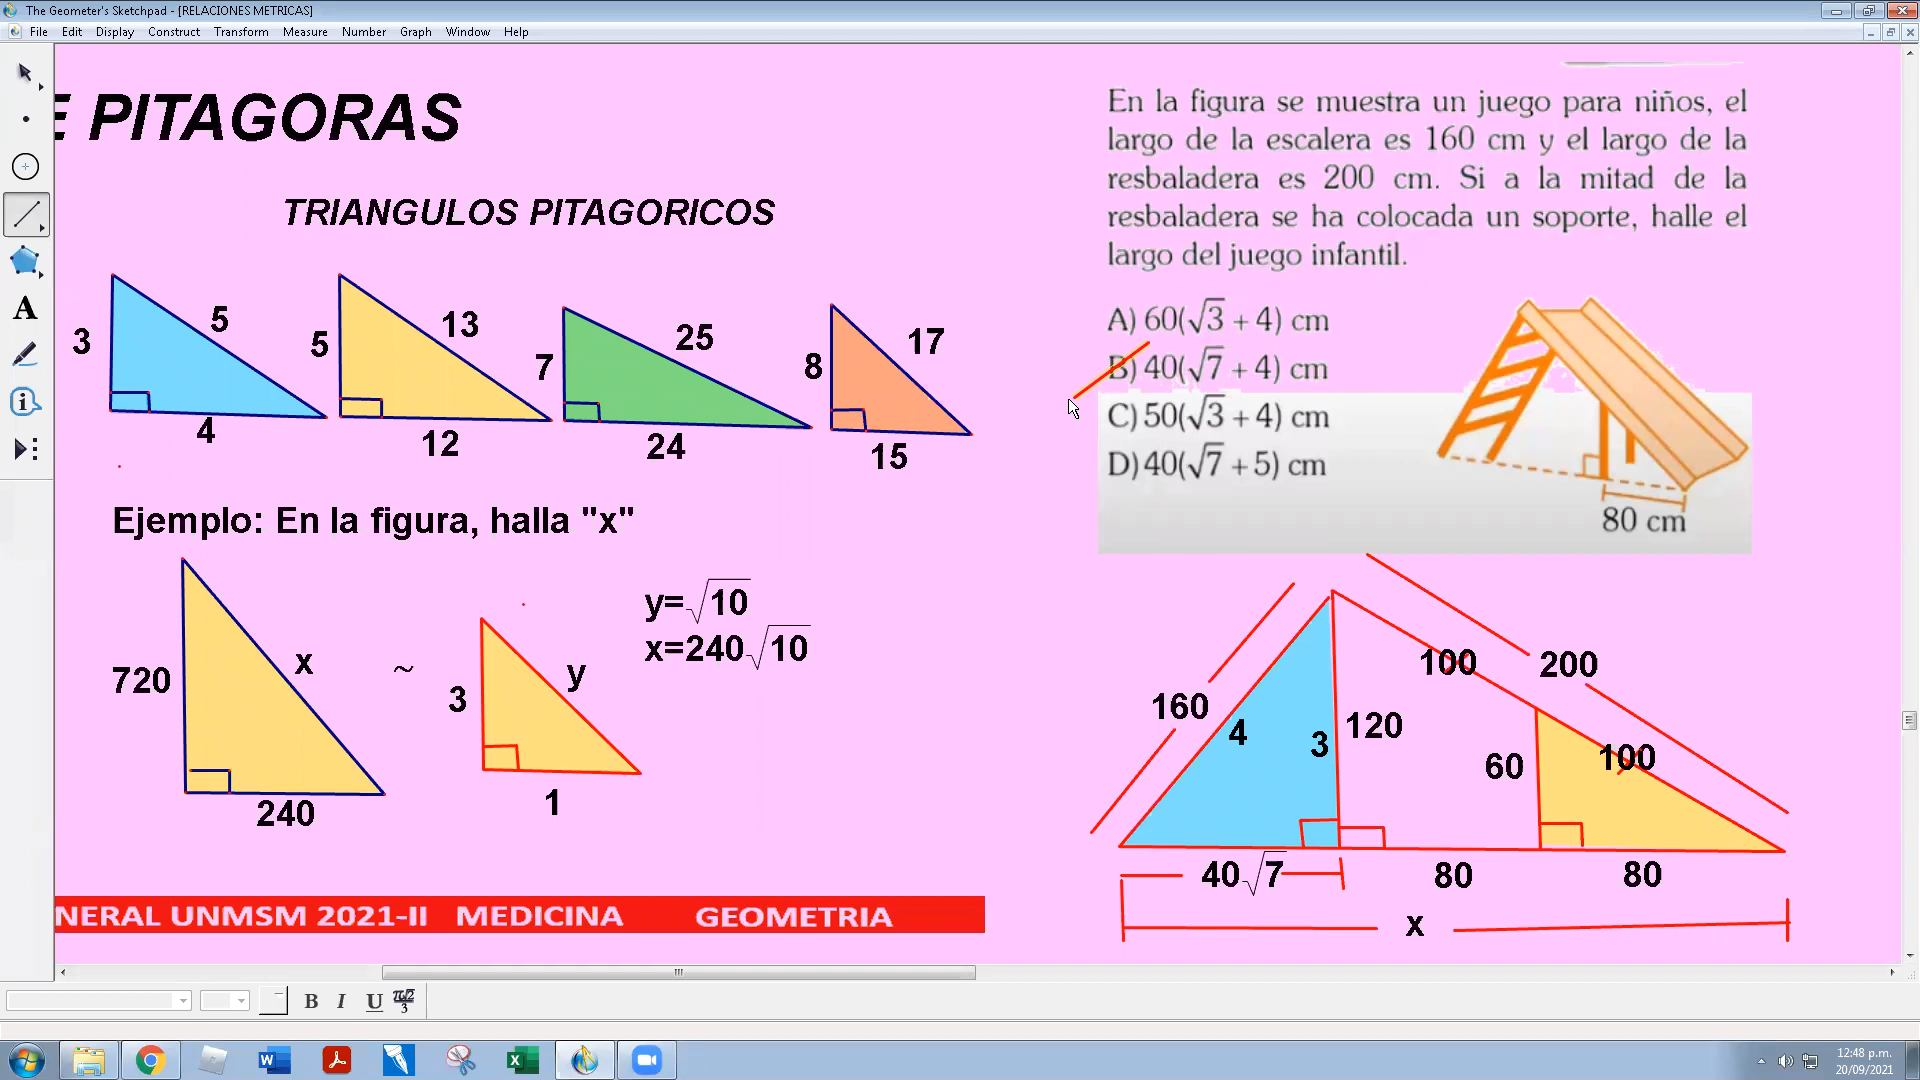 The Geometer's Sketchpad - [RELACIONES METRICAS]
File Edit Display Construct Transform Measure Number Graph Window Help
E PITAGORAS
TRIANGULOS PITAGORICOS
3 5 4
5 13 12
7 25 24
8 17 15
Ejemplo: En la figura, halla "x"
720 x 240
~
3 y 1
y=√10
x=240√10
NERAL UNMSM 2021-II MEDICINA GEOMETRIA
En la figura se muestra un juego para niños, el
largo de la escalera es 160 cm y el largo de la
resbaladera es 200 cm. Si a la mitad de la
resbaladera se ha colocada un soporte, halle el
largo del juego infantil.
A) 60(√3 + 4) cm
B) 40(√7 + 4) cm
C) 50(√3 + 4) cm
D) 40(√7 + 5) cm
80 cm
100 200
160 4 3 120
60 100
40√7 80 80
x
B I U
12:48 p.m.
20/09/2021